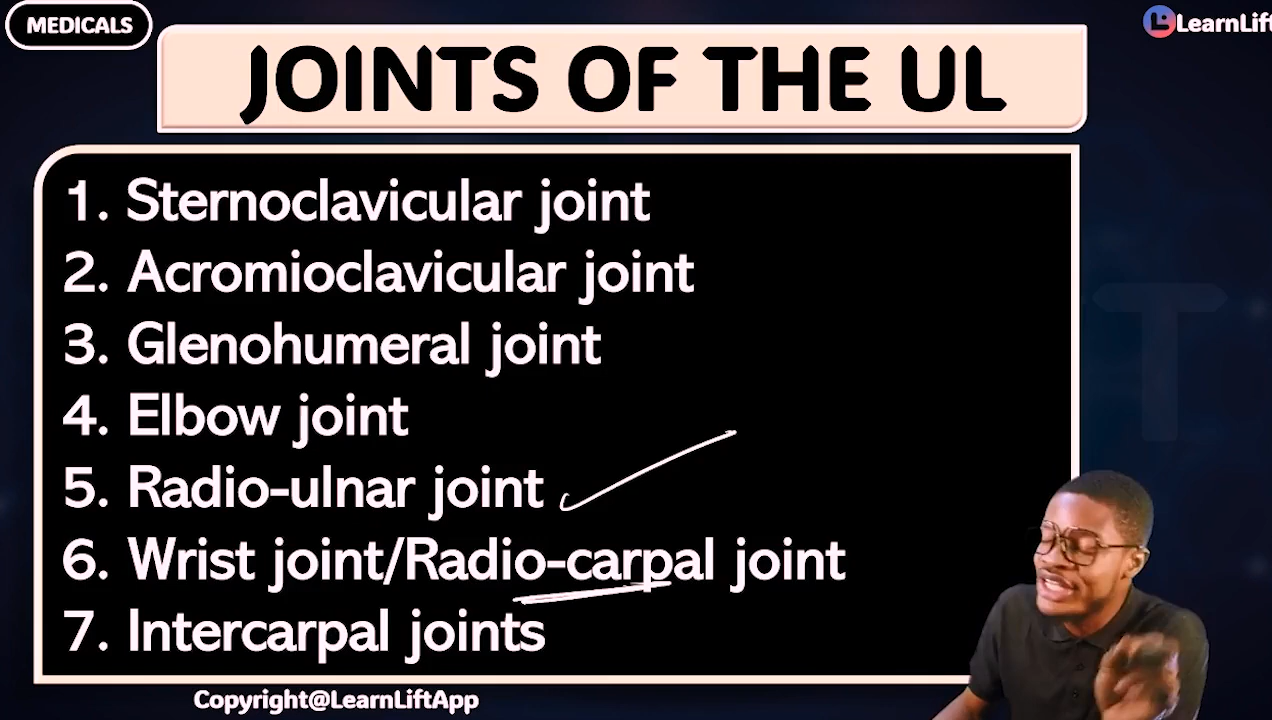 MEDICALS
LearnLift
JOINTS OF THE UL
1. Sternoclavicular joint
2. Acromioclavicular joint
3. Glenohumeral joint
4. Elbow joint
5. Radio-ulnar joint
6. Wrist joint/Radio-carpal joint
7. Intercarpal joints
Copyright@LearnLiftApp